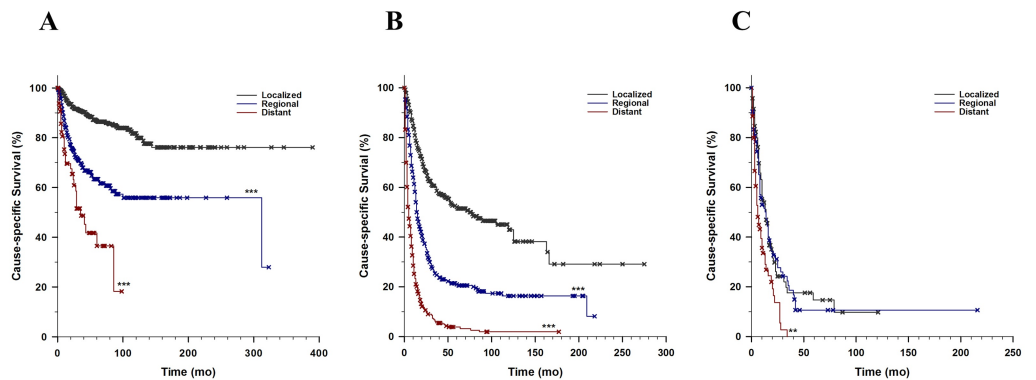 A
B
C
100
80
60
40
20
0
Cause-specific Survival (%)
Localized
Regional
Distant
***
***
0 100 200 300 400
Time (mo)
100
80
60
40
20
0
Cause-specific Survival (%)
Localized
Regional
Distant
***
***
0 50 100 150 200 250 300
Time (mo)
100
80
60
40
20
0
Cause-specific Survival (%)
Localized
Regional
Distant
**
0 50 100 150 200 250
Time (mo)